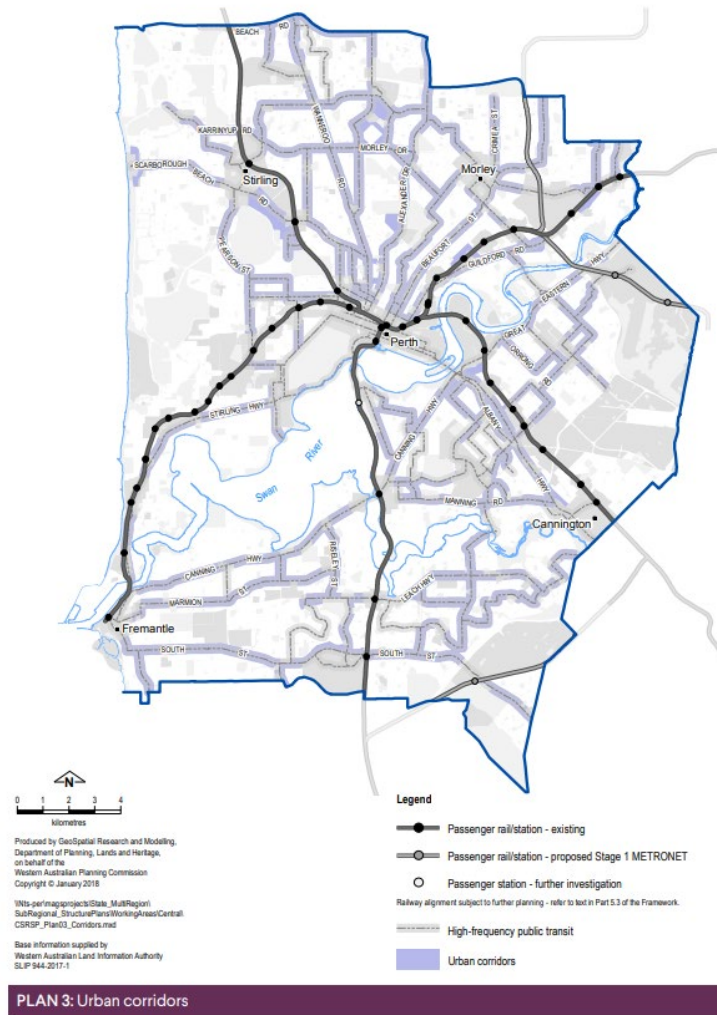 BEACH
RD
WANNEROO
RD
KARRINYUP RD
MORLEY
DR
CRIMEA ST
SCARBOROUGH
BEACH
RD
Stirling
Morley
ALEXANDER DR
PEARSON ST
BEAUFORT
ST
GUILDFORD RD
GREAT
EASTERN
HWY
Perth
ORRONG
RD
STIRLING HWY
CANNING
HWY
ALBANY
HWY
Swan
River
MANNING
RD
Cannington
CANNING
HWY
RISELEY ST
LEACH HWY
MARMION
ST
Fremantle
SOUTH
ST
SOUTH
ST
N
0 1 2 3 4
kilometres
Produced by GeoSpatial Research and Modelling,
Department of Planning, Lands and Heritage,
on behalf of the
Western Australian Planning Commission
Copyright © January 2018
\\Nts-per\magsprojects\State_MultiRegion\
SubRegional_StructurePlans\WorkingAreas\Central\
CSRSP_Plan03_Corridors.mxd
Base information supplied by
Western Australian Land Information Authority
SLIP 944-2017-1
Legend
Passenger rail/station - existing
Passenger rail/station - proposed Stage 1 METRONET
Passenger station - further investigation
Railway alignment subject to further planning - refer to text in Part 5.3 of the Framework.
High-frequency public transit
Urban corridors
PLAN 3: Urban corridors